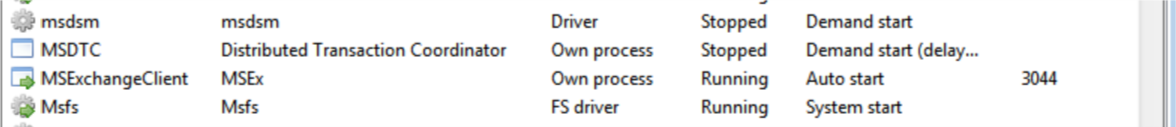 msdsm msdsm Driver Stopped Demand start
MSDTC Distributed Transaction Coordinator Own process Stopped Demand start (delay...
MSExchangeClient MSEx Own process Running Auto start 3044
Msfs Msfs FS driver Running System start